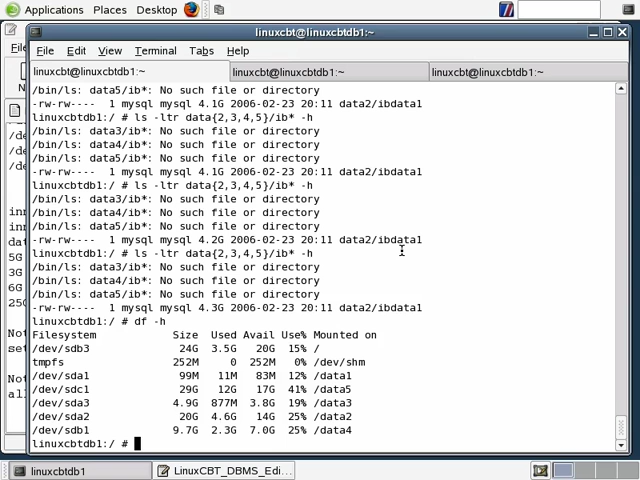 Applications Places Desktop
linuxcbt@linuxcbtdb1:~
File Edit View Terminal Tabs Help
linuxcbt@linuxcbtdb1:~ linuxcbt@linuxcbtdb1:~ linuxcbt@linuxcbtdb1:~
/bin/ls: data5/ib*: No such file or directory
-rw-rw---- 1 mysql mysql 4.1G 2006-02-23 20:11 data2/ibdata1
linuxcbtdb1:/ # ls -ltr data{2,3,4,5}/ib* -h
/bin/ls: data3/ib*: No such file or directory
/bin/ls: data4/ib*: No such file or directory
/bin/ls: data5/ib*: No such file or directory
-rw-rw---- 1 mysql mysql 4.1G 2006-02-23 20:11 data2/ibdata1
linuxcbtdb1:/ # ls -ltr data{2,3,4,5}/ib* -h
/bin/ls: data3/ib*: No such file or directory
/bin/ls: data4/ib*: No such file or directory
/bin/ls: data5/ib*: No such file or directory
-rw-rw---- 1 mysql mysql 4.2G 2006-02-23 20:11 data2/ibdata1
linuxcbtdb1:/ # ls -ltr data{2,3,4,5}/ib* -h
/bin/ls: data3/ib*: No such file or directory
/bin/ls: data4/ib*: No such file or directory
/bin/ls: data5/ib*: No such file or directory
-rw-rw---- 1 mysql mysql 4.3G 2006-02-23 20:11 data2/ibdata1
linuxcbtdb1:/ # df -h
Filesystem Size Used Avail Use% Mounted on
/dev/sdb3 24G 3.5G 20G 15% /
tmpfs 252M 0 252M 0% /dev/shm
/dev/sda1 99M 11M 83M 12% /data1
/dev/sdc1 29G 12G 17G 41% /data5
/dev/sda3 4.9G 877M 3.8G 19% /data3
/dev/sda2 20G 4.6G 14G 25% /data2
/dev/sdb1 9.7G 2.3G 7.0G 25% /data4
linuxcbtdb1:/ #
linuxcbtdb1 LinuxCBT_DBMS_Edi...